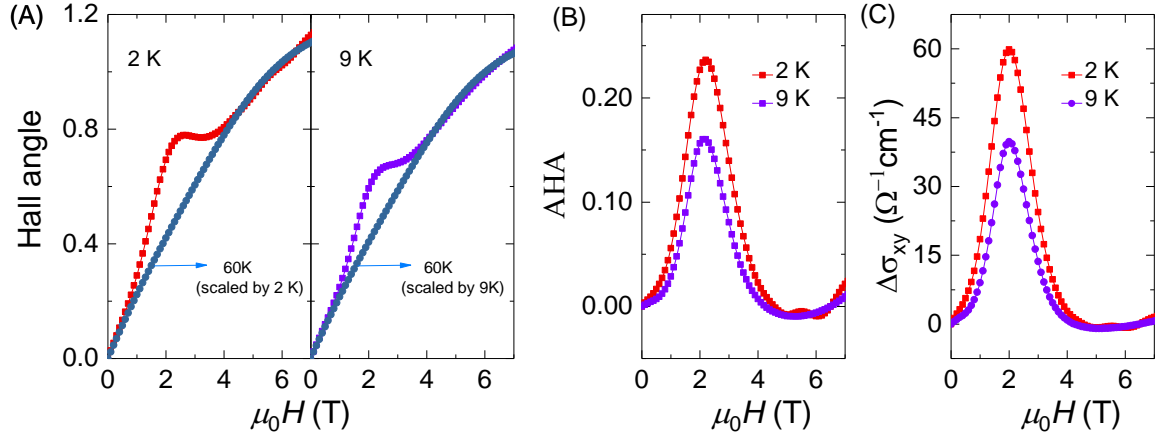 (A)
Hall angle
1.2
0.8
0.4
0.0
2 K
60K
(scaled by 2 K)
9 K
60K
(scaled by 9K)
0 2 4 6 0 2 4 6
μ₀H (T) μ₀H (T)
(B)
AHA
0.20
0.10
0.00
2 K
9 K
0 2 4 6
μ₀H (T)
(C)
Δσxy (Ω⁻¹cm⁻¹)
60
45
30
15
0
2 K
9 K
0 2 4 6
μ₀H (T)